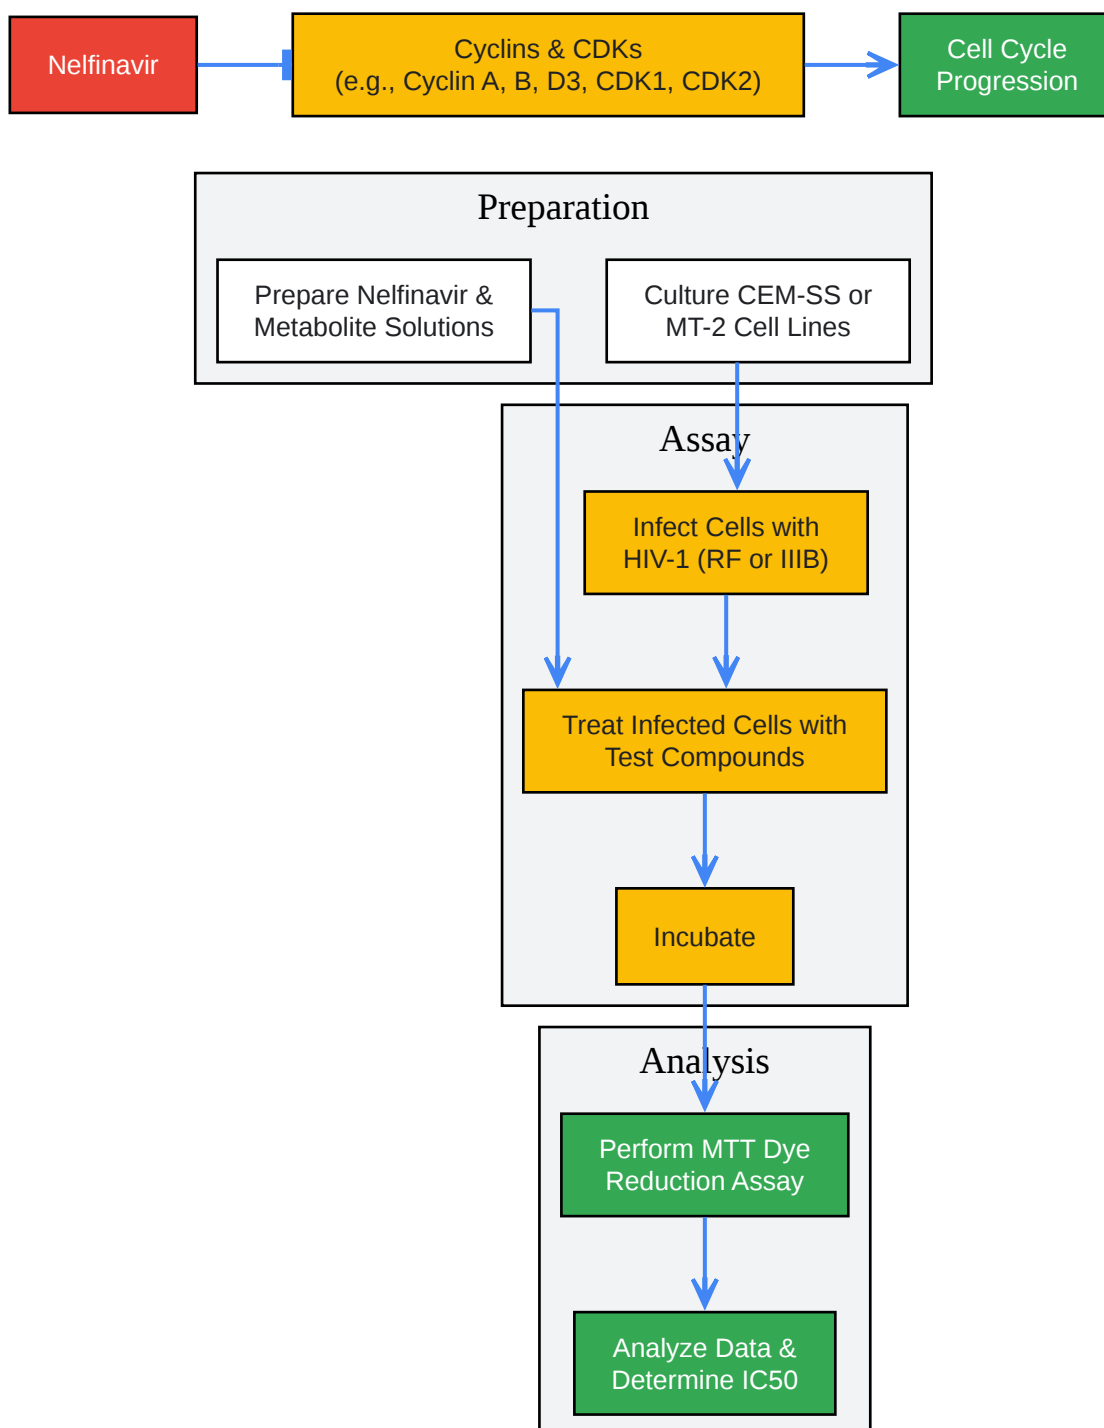 Nelfinavir
Cyclins & CDKs
(e.g., Cyclin A, B, D3, CDK1, CDK2)
Cell Cycle
Progression
Preparation
Prepare Nelfinavir &
Metabolite Solutions
Culture CEM-SS or
MT-2 Cell Lines
Assay
Infect Cells with
HIV-1 (RF or IIIB)
Treat Infected Cells with
Test Compounds
Incubate
Analysis
Perform MTT Dye
Reduction Assay
Analyze Data &
Determine IC50